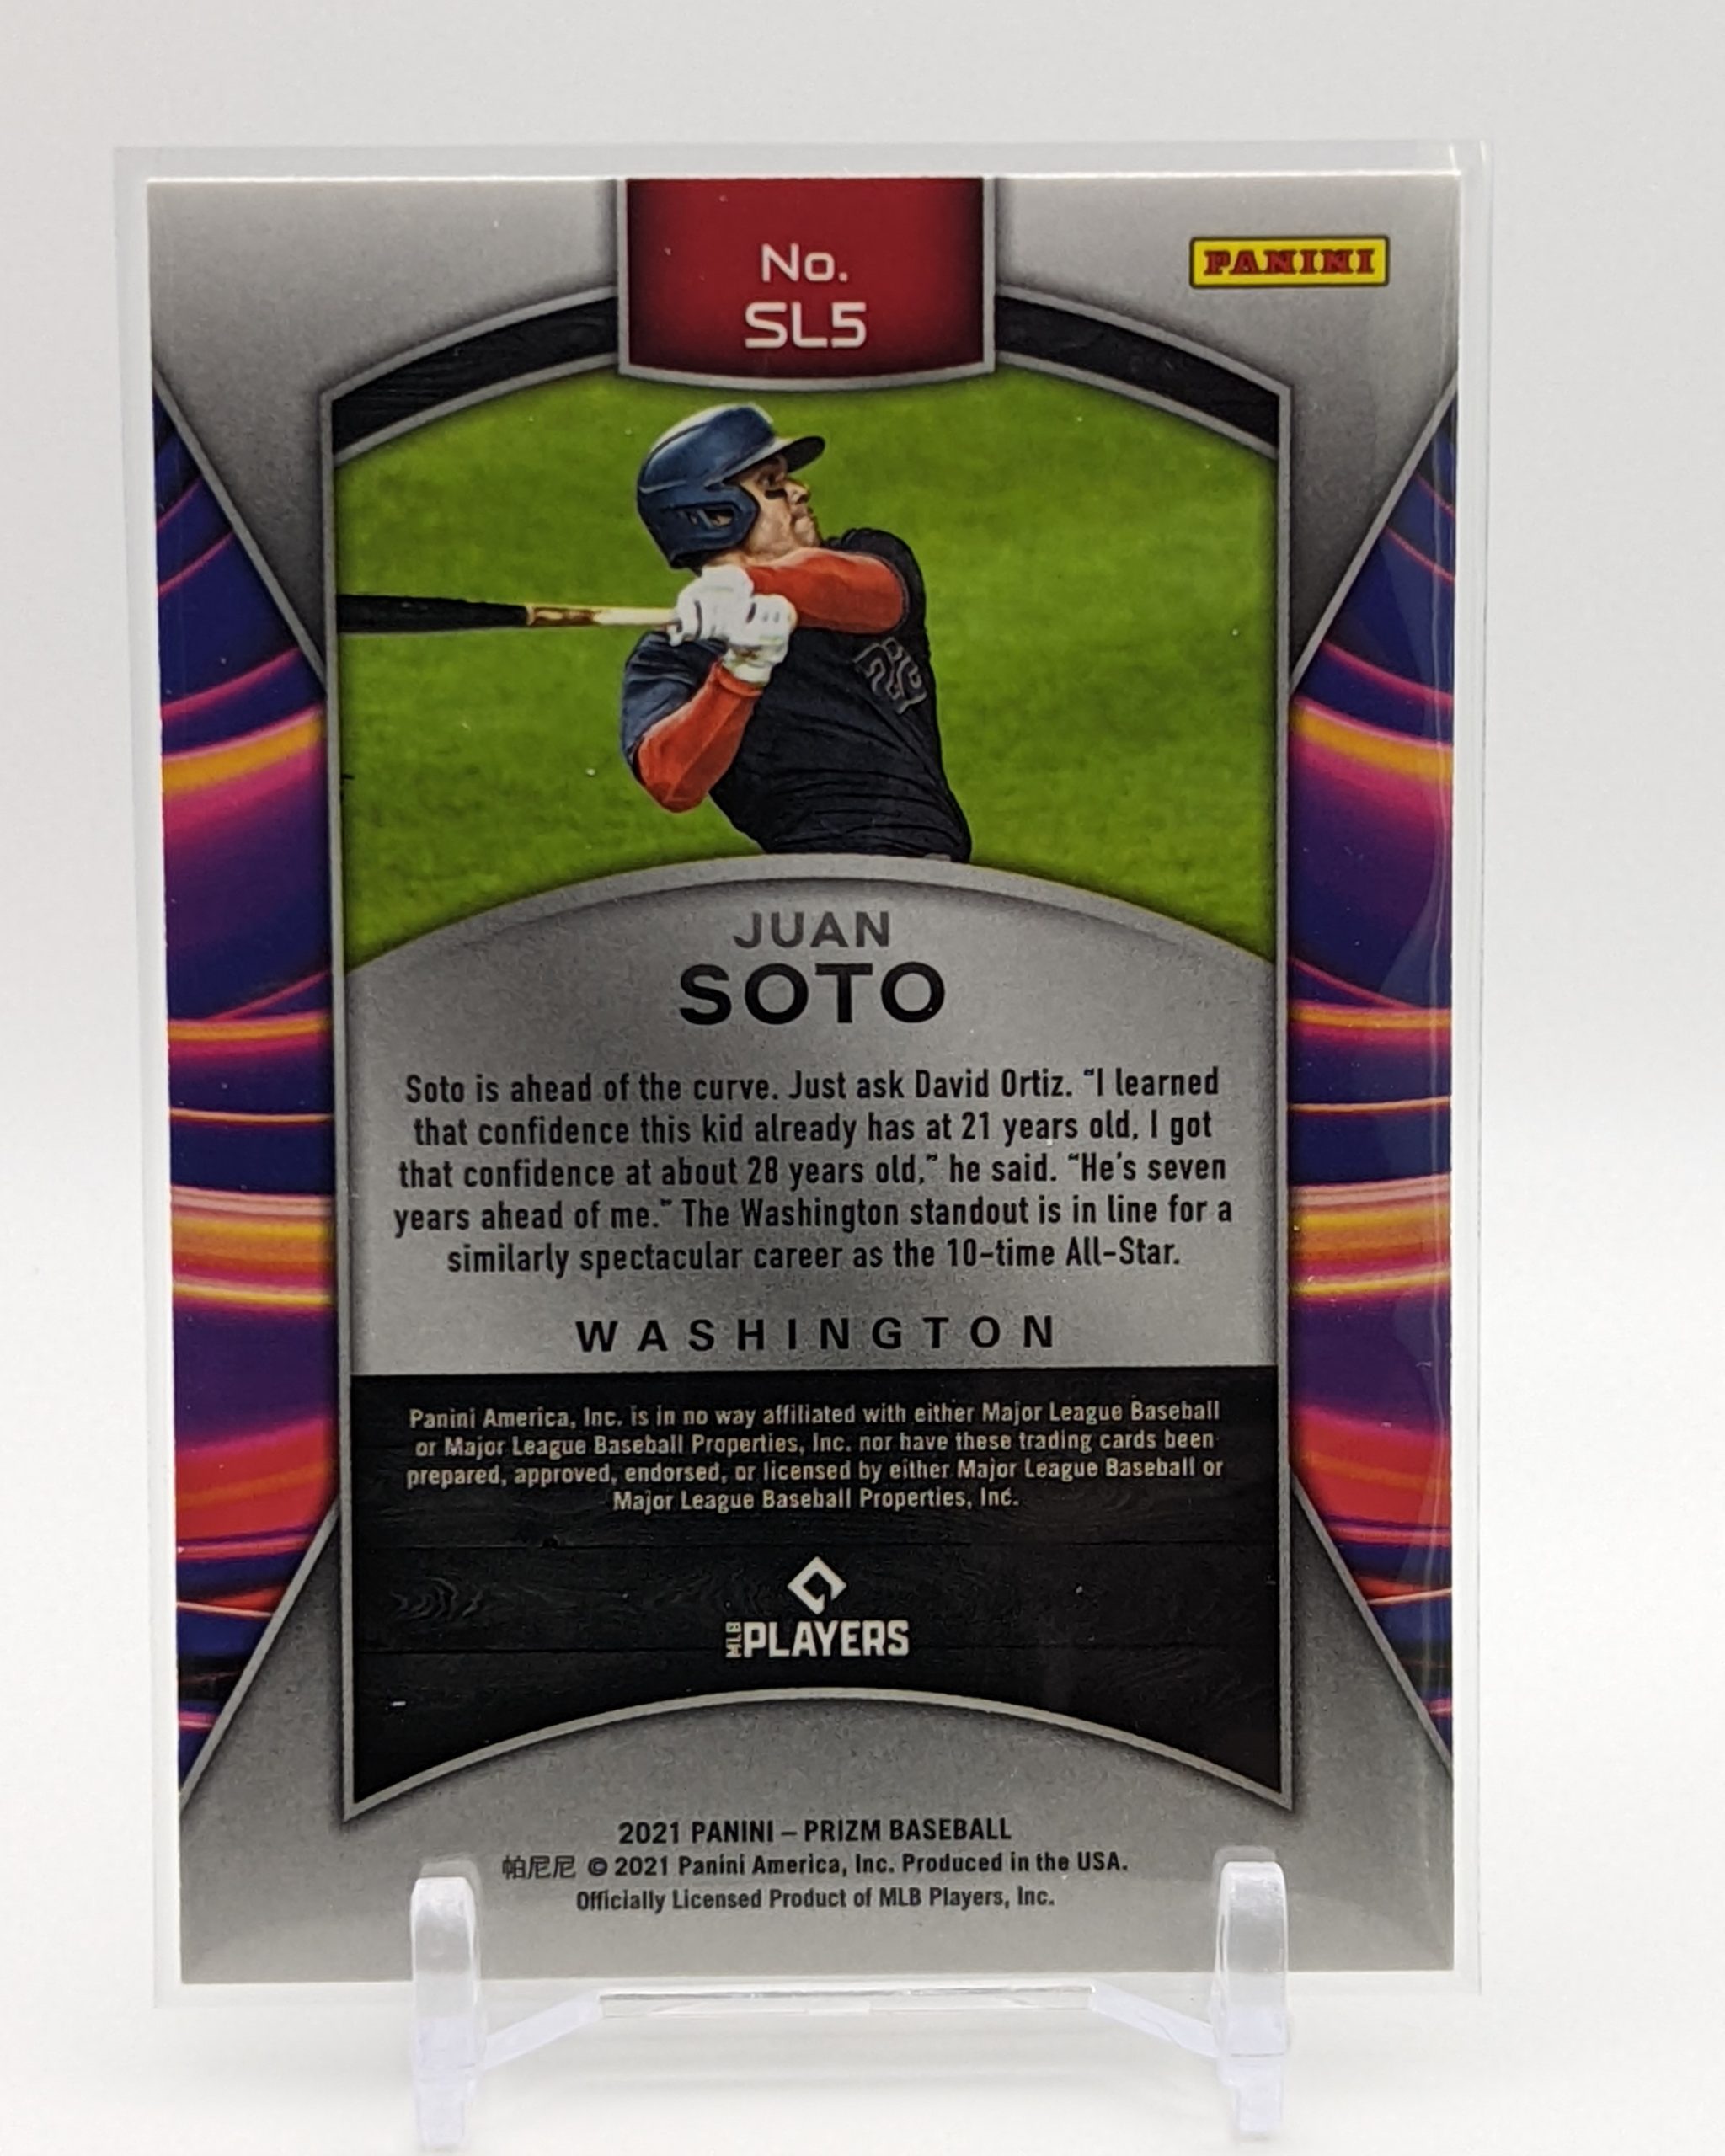 No.
SL5
PANINI
JUAN
SOTO
Soto is ahead of the curve. Just ask David Ortiz. “I learned
that confidence this kid already has at 21 years old, I got
that confidence at about 28 years old,” he said. “He's seven
years ahead of me.” The Washington standout is in line for a
similarly spectacular career as the 10-time All-Star.
WASHINGTON
Panini America, Inc. is in no way affiliated with either Major League Baseball
or Major League Baseball Properties, Inc. nor have these trading cards been
prepared, approved, endorsed, or licensed by either Major League Baseball or
Major League Baseball Properties, Inc.
MLB PLAYERS
2021 PANINI – PRIZM BASEBALL
帕尼尼 © 2021 Panini America, Inc. Produced in the USA.
Officially Licensed Product of MLB Players, Inc.